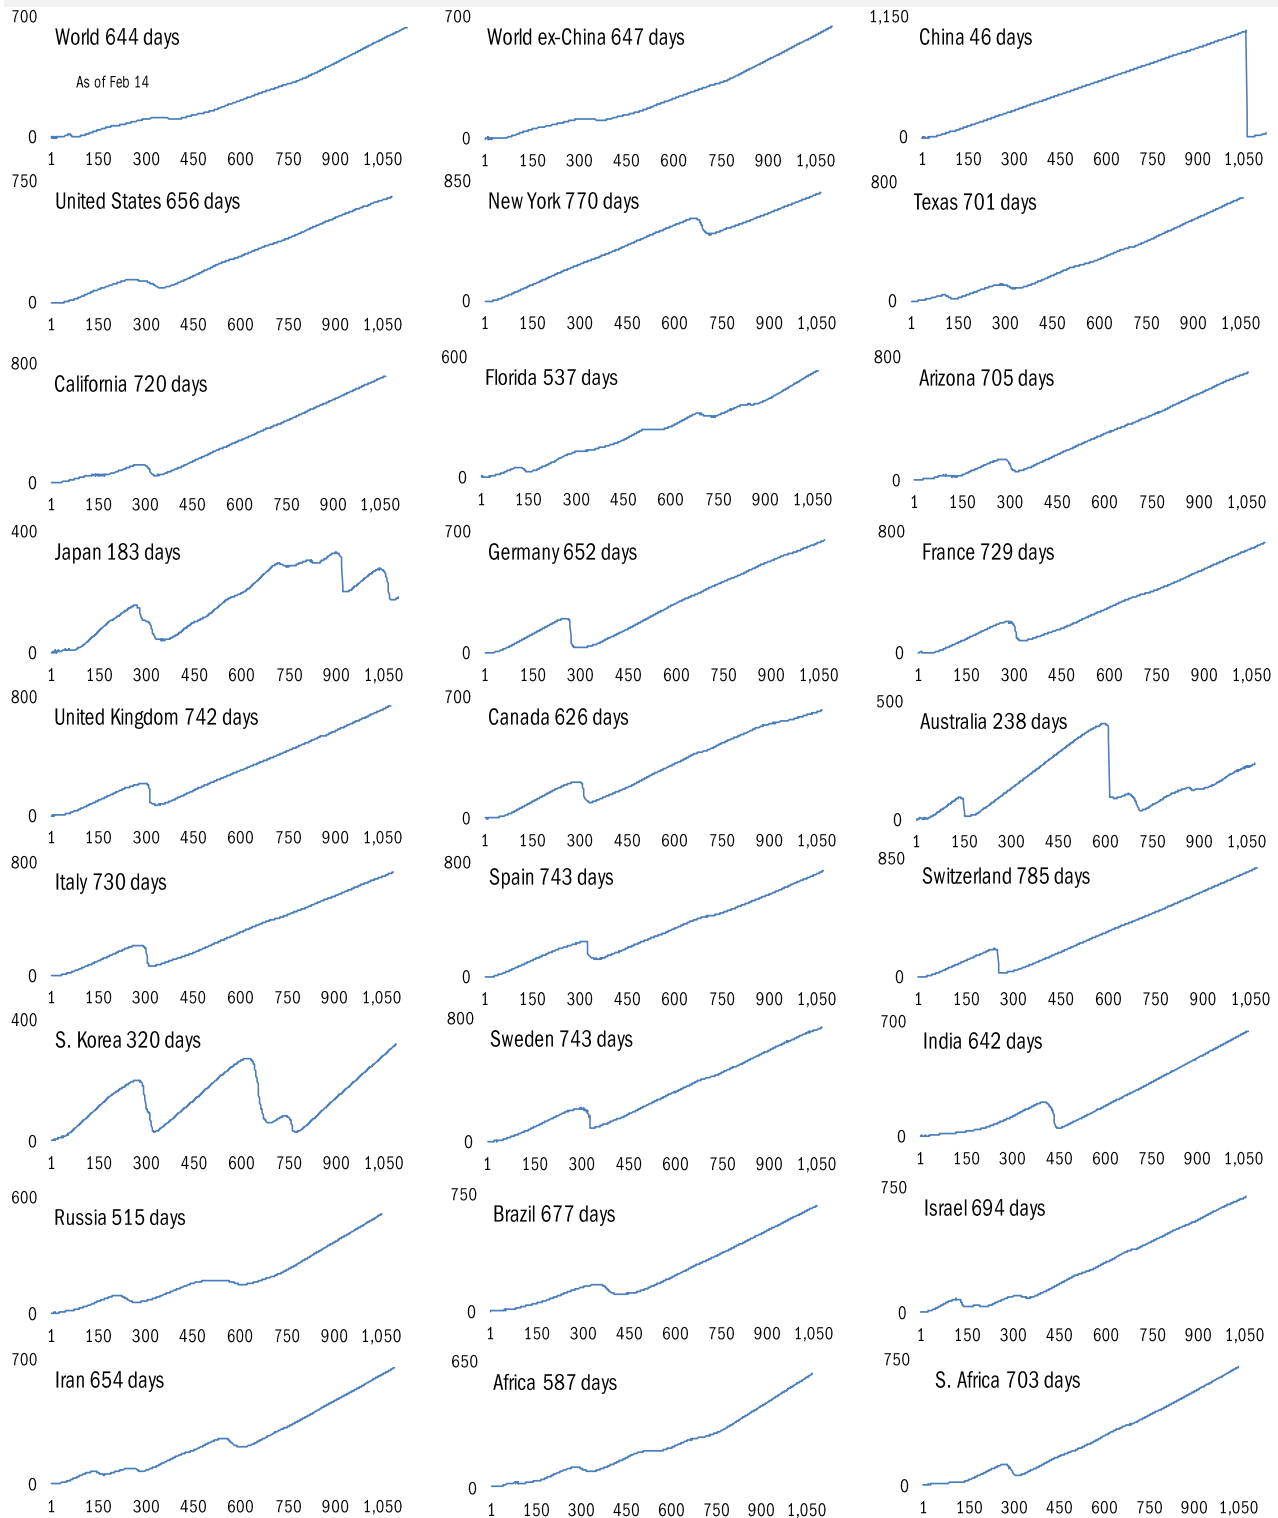 700 700 1,150
World 644 days World ex-China 647 days China 46 days
As of Feb 14
0 0 0
1 150 300 450 600 750 900 1,050 1 150 300 450 600 750 900 1,050 1 150 300 450 600 750 900 1,050
750 850 800
United States 656 days New York 770 days Texas 701 days
0 0 0
1 150 300 450 600 750 900 1,050 1 150 300 450 600 750 900 1,050 1 150 300 450 600 750 900 1,050
800 600 800
California 720 days Florida 537 days Arizona 705 days
0 0 0
1 150 300 450 600 750 900 1,050 1 150 300 450 600 750 900 1,050 1 150 300 450 600 750 900 1,050
400 700 800
Japan 183 days Germany 652 days France 729 days
0 0 0
1 150 300 450 600 750 900 1,050 1 150 300 450 600 750 900 1,050 1 150 300 450 600 750 900 1,050
800 700 500
United Kingdom 742 days Canada 626 days Australia 238 days
0 0 0
1 150 300 450 600 750 900 1,050 1 150 300 450 600 750 900 1,050 1 150 300 450 600 750 900 1,050
800 800 850
Italy 730 days Spain 743 days Switzerland 785 days
0 0 0
1 150 300 450 600 750 900 1,050 1 150 300 450 600 750 900 1,050 1 150 300 450 600 750 900 1,050
400 800 700
S. Korea 320 days Sweden 743 days India 642 days
0 0 0
1 150 300 450 600 750 900 1,050 1 150 300 450 600 750 900 1,050 1 150 300 450 600 750 900 1,050
600 750 750
Russia 515 days Brazil 677 days Israel 694 days
0 0 0
1 150 300 450 600 750 900 1,050 1 150 300 450 600 750 900 1,050 1 150 300 450 600 750 900 1,050
700 650 750
Iran 654 days Africa 587 days S. Africa 703 days
0 0 0
1 150 300 450 600 750 900 1,050 1 150 300 450 600 750 900 1,050 1 150 300 450 600 750 900 1,050